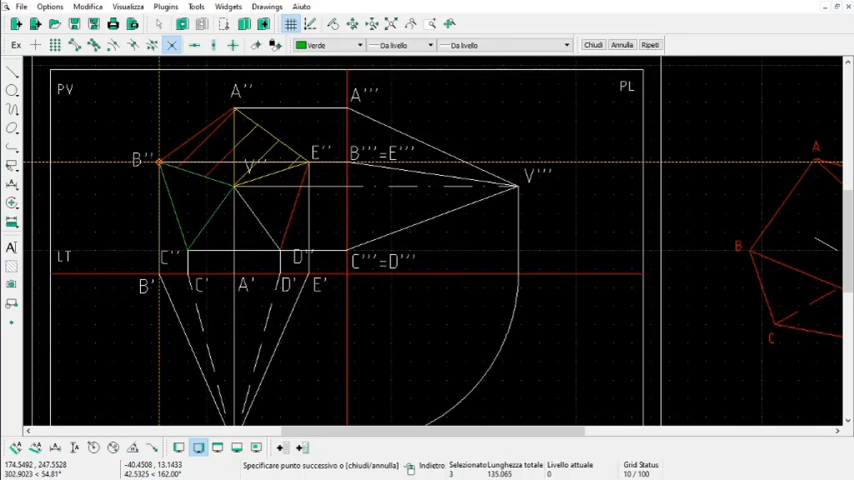 File Opzioni Modifica Visualizza Plugins Tools Widgets Drawings Aiuto
Ex Verde Da livello Da livello Chiudi Annulla Ripeti
PV A'' A''' PL
A
B'' E'' B'''=E'''
V'' V'''
B
LT C'' D'' C'''=D'''
B' C' A' D' E'
C
174.5492 , 247.5528 -40.4508 , 13.1433 Specificare punto successivo o [chiudi/annulla] Indietro Selezionato Lunghezza totale Livello attuale Grid Status
302.9023 < 54.81° 42.5325 < 162.00° 3 135.065 0 10 / 100